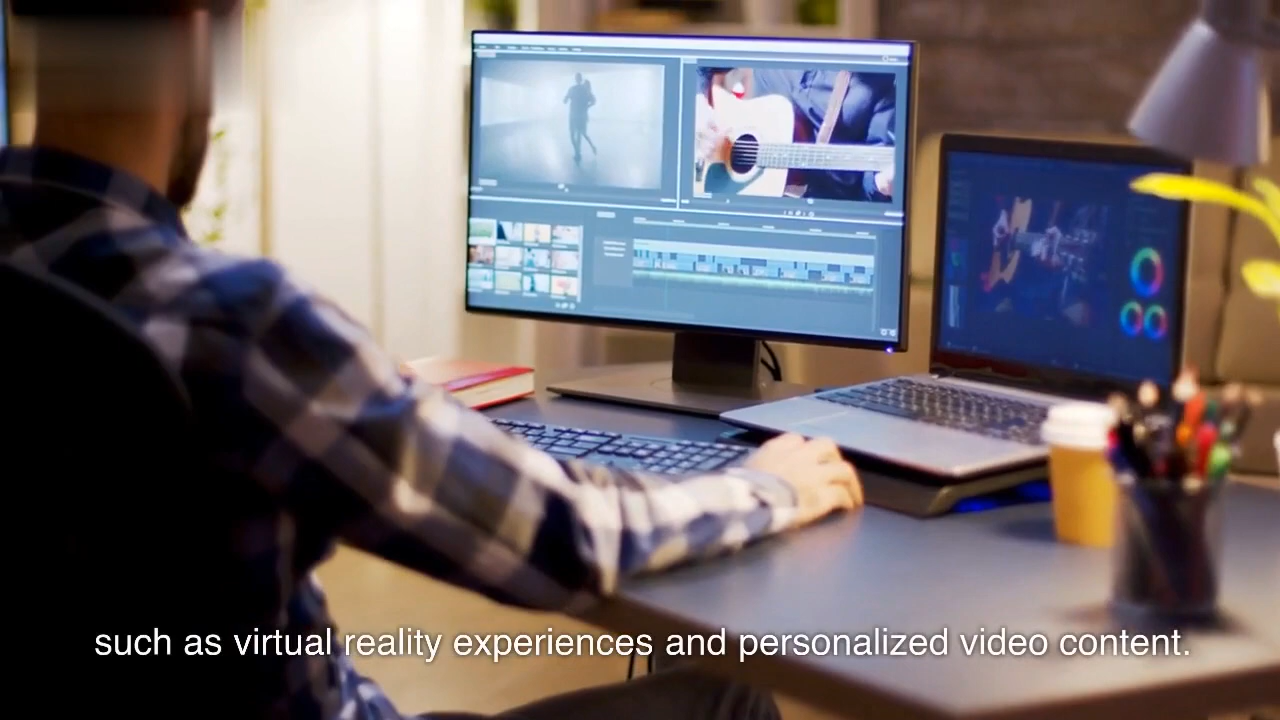 such as virtual reality experiences and personalized video content.